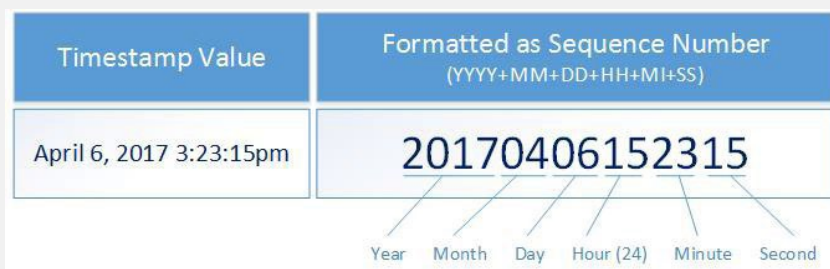 Timestamp Value
Formatted as Sequence Number
(YYYY+MM+DD+HH+MI+SS)
April 6, 2017 3:23:15pm
20170406152315
Year Month Day Hour (24) Minute Second